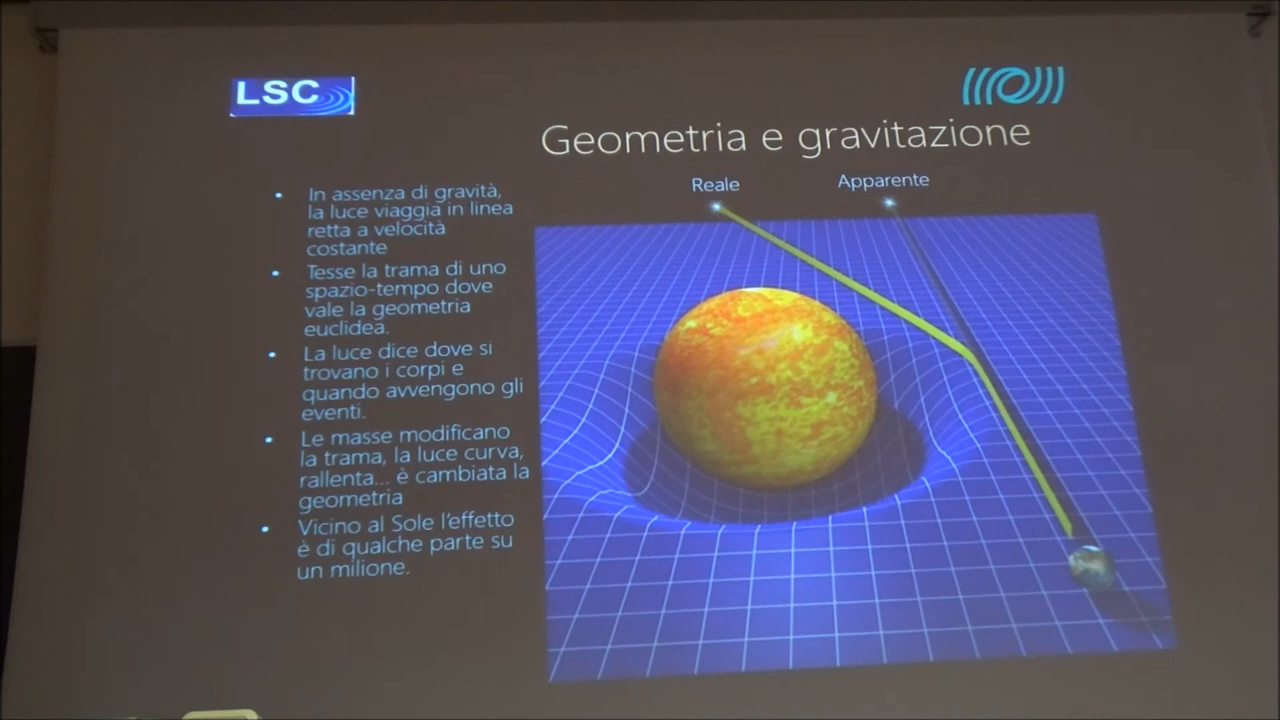 LSC
Geometria e gravitazione
Reale
Apparente
• In assenza di gravità,
la luce viaggia in linea
retta a velocità
costante
• Tesse la trama di uno
spazio-tempo dove
vale la geometria
euclidea.
• La luce dice dove si
trovano i corpi e
quando avvengono gli
eventi.
• Le masse modificano
la trama, la luce curva,
rallenta... è cambiata la
geometria
• Vicino al Sole l'effetto
è di qualche parte su
un milione.